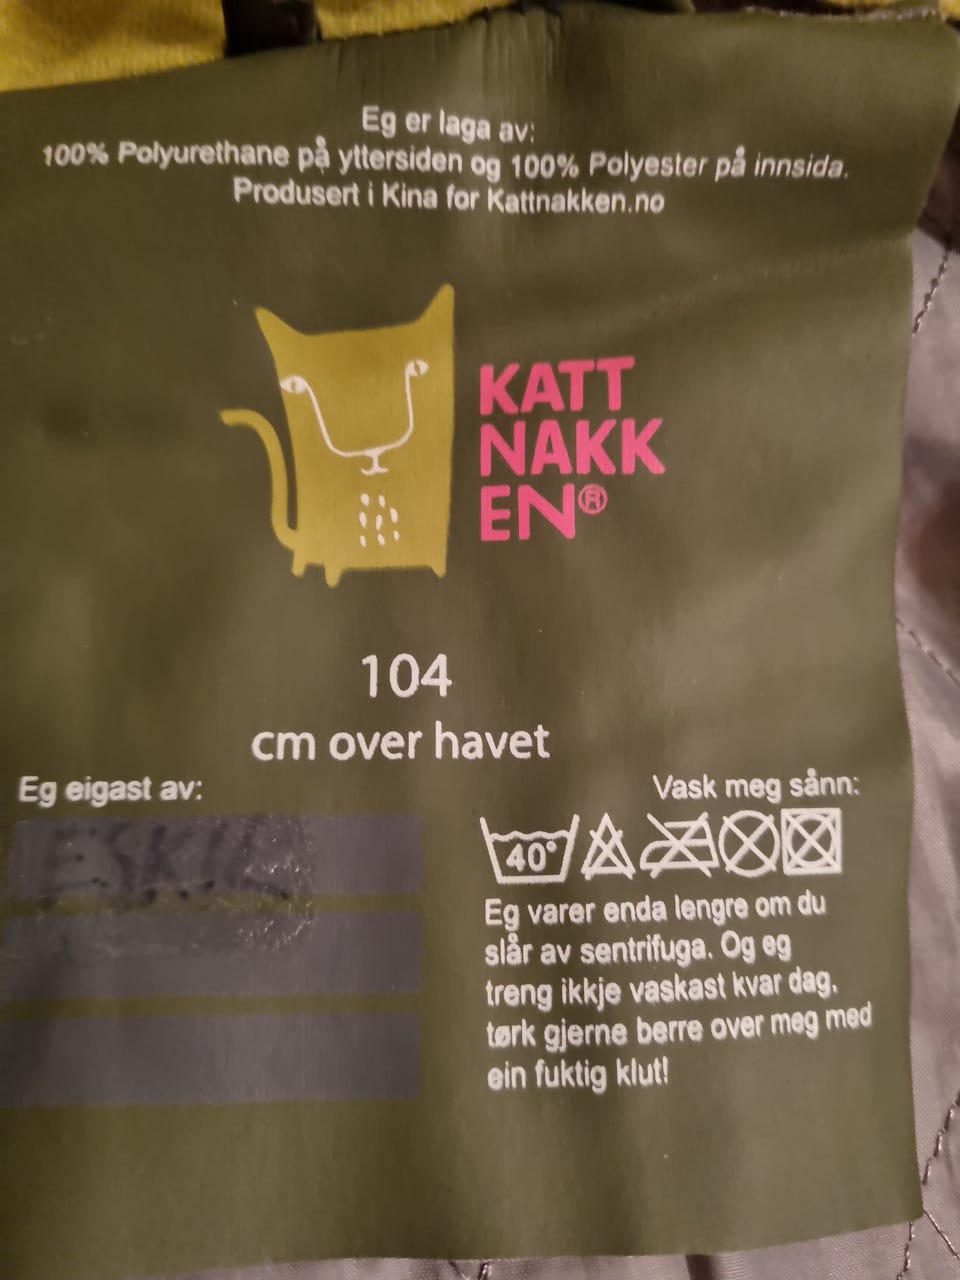 Eg er laga av:
100% Polyurethane på yttersiden og 100% Polyester på innsida.
Produsert i Kina for Kattnakken.no
KATT
NAKK
EN®
104
cm over havet
Eg eigast av:
ESKIL
Vask meg sånn:
40°
Eg varer enda lengre om du
slår av sentrifuga. Og eg
treng ikkje vaskast kvar dag,
tørk gjerne berre over meg med
ein fuktig klut!